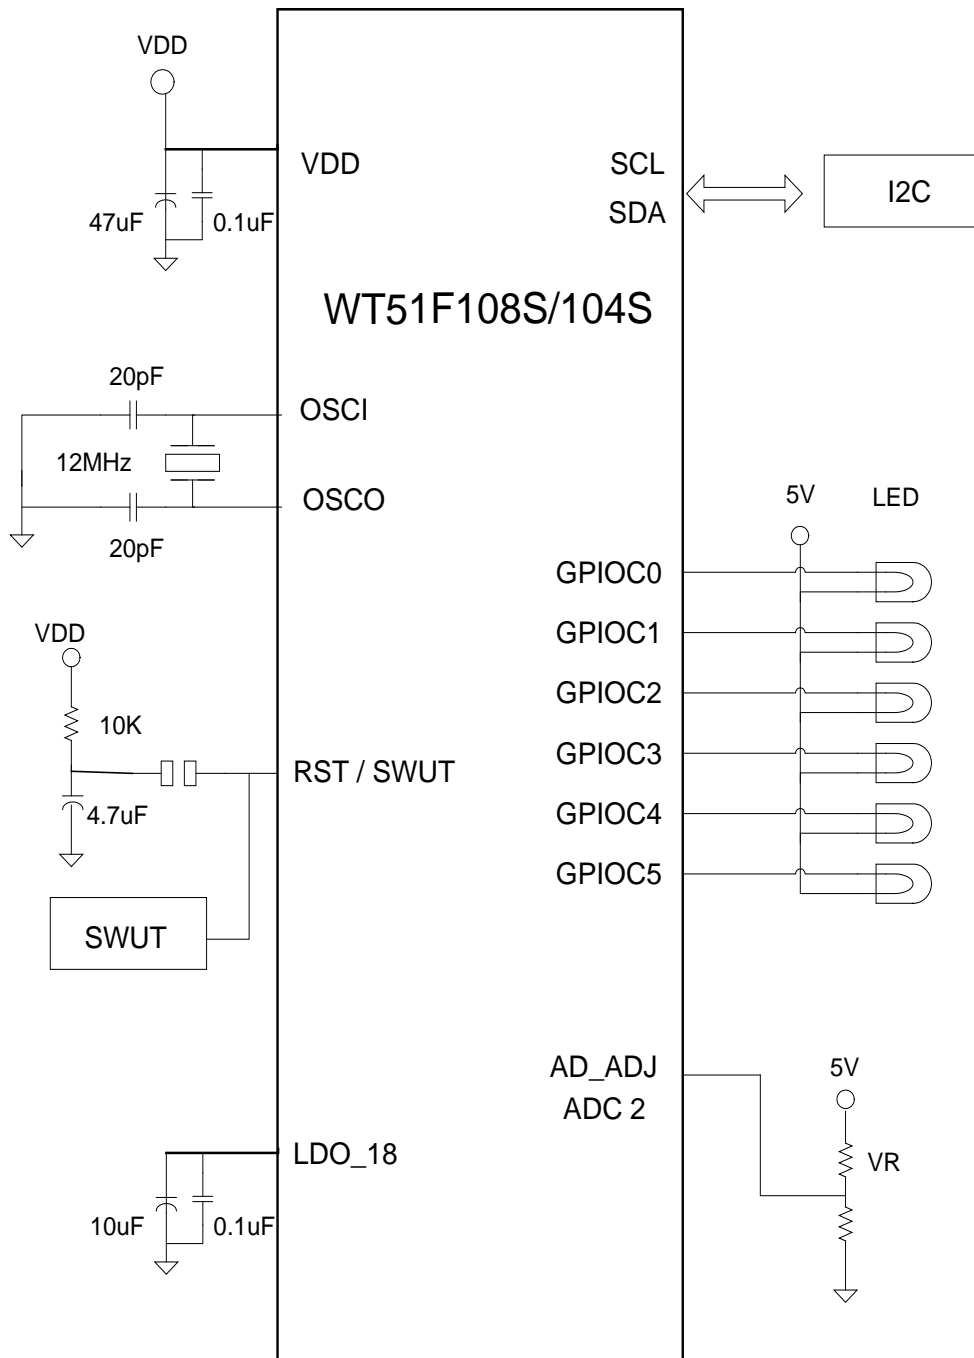 VDD
VDD
SCL
SDA
I2C
47uF
0.1uF
WT51F108S/104S
20pF
OSCI
12MHz
OSCO
20pF
5V
LED
GPIOC0
GPIOC1
VDD
GPIOC2
10K
GPIOC3
RST / SWUT
4.7uF
GPIOC4
GPIOC5
SWUT
AD_ADJ
5V
ADC 2
LDO_18
VR
10uF
0.1uF